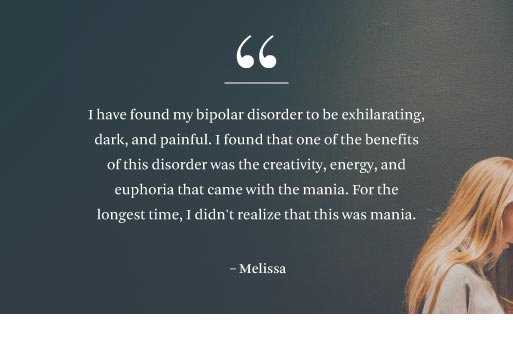 “
I have found my bipolar disorder to be exhilarating,
dark, and painful. I found that one of the benefits
of this disorder was the creativity, energy, and
euphoria that came with the mania. For the
longest time, I didn't realize that this was mania.
– Melissa